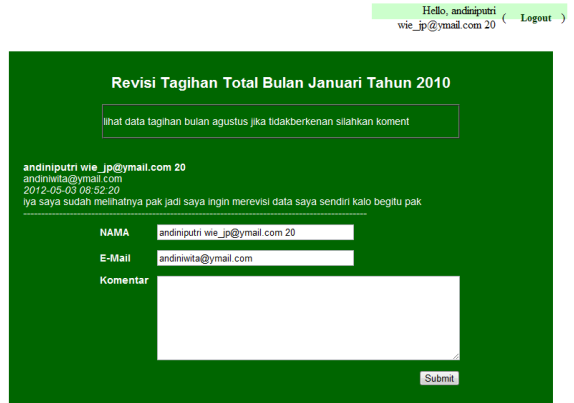 Hello, andiniputri
wie_jp@ymail.com 20 ( Logout )
Revisi Tagihan Total Bulan Januari Tahun 2010
lihat data tagihan bulan agustus jika tidakberkenan silahkan koment
andiniputri wie_jp@ymail.com 20
andiniwita@ymail.com
2012-05-03 08:52:20
iya saya sudah melihatnya pak jadi saya ingin merevisi data saya sendiri kalo begitu pak
NAMA andiniputri wie_jp@ymail.com 20
E-Mail andiniwita@ymail.com
Komentar
Submit